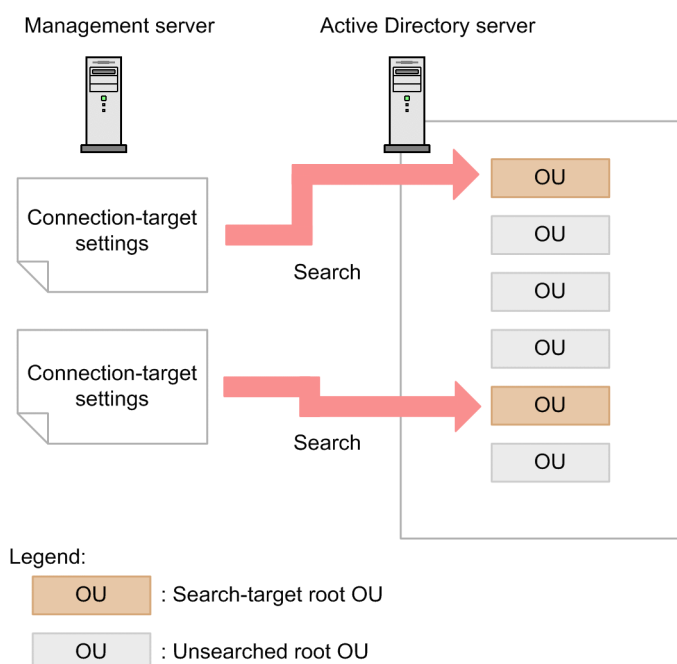 Management server
Active Directory server
Connection-target
settings
Search
OU
OU
OU
OU
Connection-target
settings
Search
OU
OU
Legend:
OU : Search-target root OU
OU : Unsearched root OU